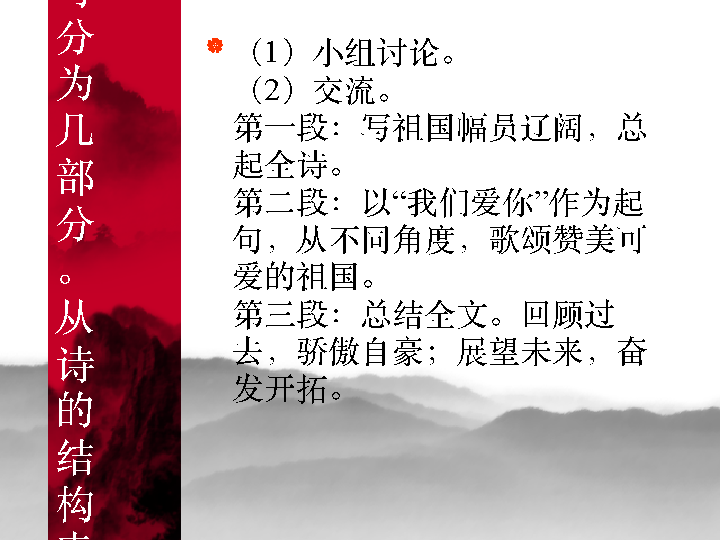 分为几部分。从诗的结构
（1）小组讨论。
（2）交流。
第一段：写祖国幅员辽阔，总
起全诗。
第二段：以“我们爱你”作为起
句，从不同角度，歌颂赞美可
爱的祖国。
第三段：总结全文。回顾过
去，骄傲自豪；展望未来，奋
发开拓。